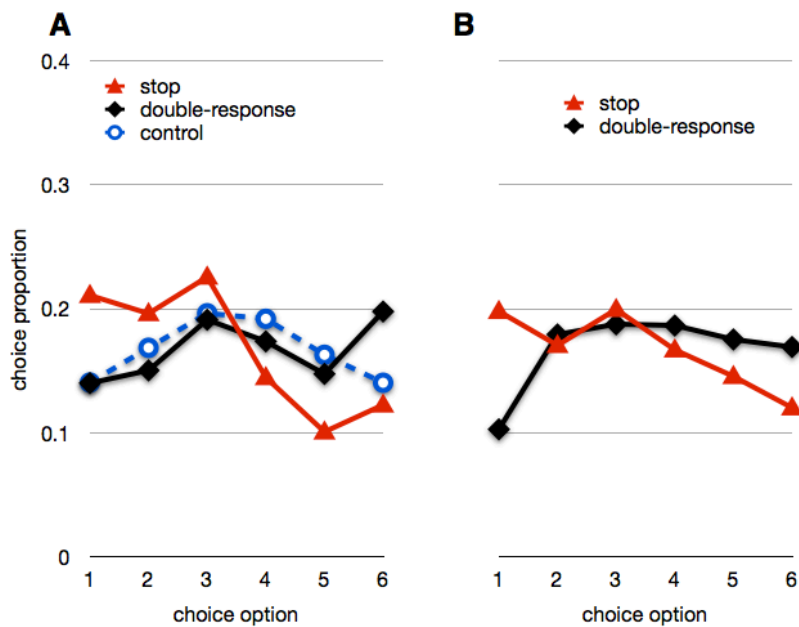 A
0.4
stop
double-response
control
0.3
choice proportion
0.2
0.1
0
1 2 3 4 5 6
choice option
B
stop
double-response
1 2 3 4 5 6
choice option